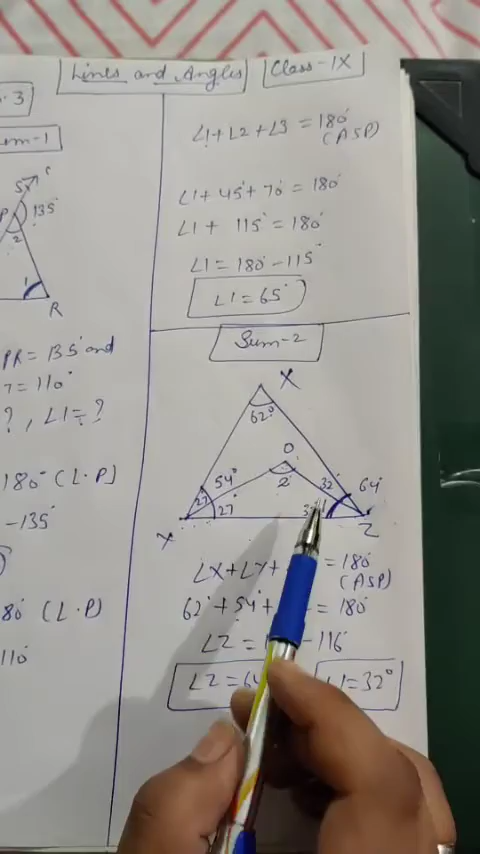 Lines and Angles Class-IX
.3
um-1
S
135°
P
2
1
R
PR = 135° and
= 110°
?, ∠1 = ?
180° (L.P)
-135°
80° (L.P)
110°
∠1+∠2+∠3 = 180°
(ASP)
∠1+45°+70° = 180°
∠1 + 115° = 180°
∠1 = 180°-115°
∠1 = 65°
Sum-2
X
62°
O
2
54°
27°
27°
32°
64°
1
Z
∠X+∠Y+ = 180°
(ASP)
62°+54°+ = 180°
∠Z = - 116°
∠Z = 6
∠1 = 32°